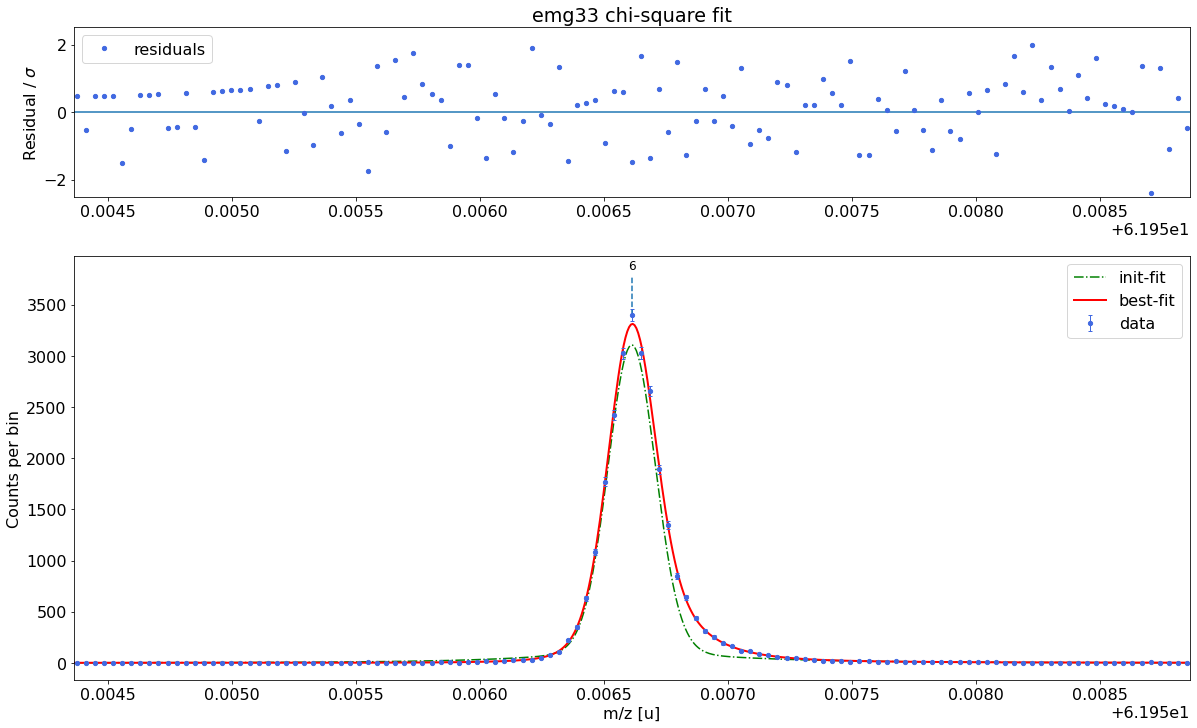 emg33 chi-square fit
residuals
Residual / σ
2
0
−2
0.0045 0.0050 0.0055 0.0060 0.0065 0.0070 0.0075 0.0080 0.0085
+6.195e1
6
init-fit
best-fit
data
Counts per bin
3500
3000
2500
2000
1500
1000
500
0
0.0045 0.0050 0.0055 0.0060 0.0065 0.0070 0.0075 0.0080 0.0085
m/z [u]
+6.195e1